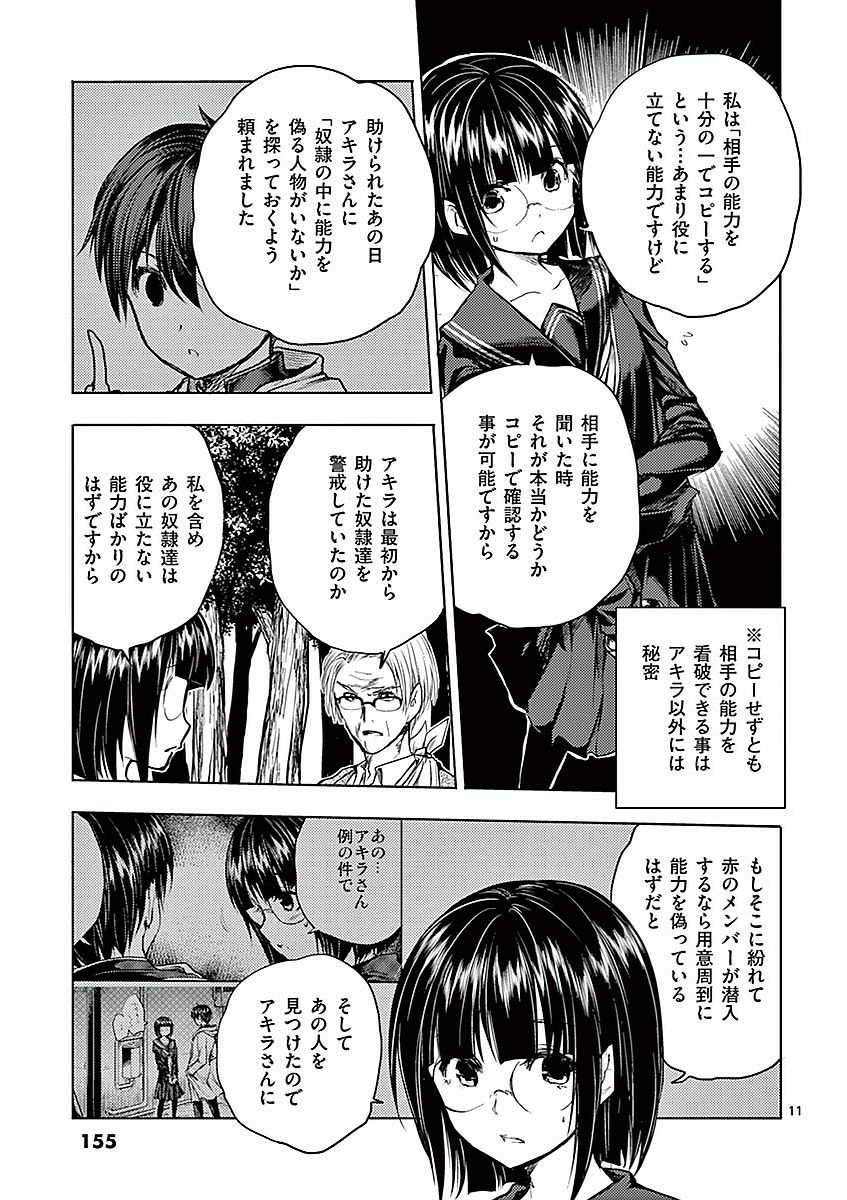 私は「相手の能力を
十分の一でコピーする」
という…あまり役に
立てない能力ですけど
相手に能力を
聞いた時
それが本当かどうか
コピーで確認する
事が可能ですから
※コピーせずとも
相手の能力を
看破できる事は
アキラ以外には
秘密
助けられたあの日
アキラさんに
「奴隷の中に能力を
偽る人物がいないか」
を探っておくよう
頼まれました
アキラは最初から
助けた奴隷達を
警戒していたのか
私を含め
あの奴隷達は
役に立たない
能力ばかりの
はずですから
もしそこに紛れて
赤のメンバーが潜入
するなら用意周到に
能力を偽っている
はずだと
あの…
アキラさん
例の件で
そして
あの人を
見つけたので
アキラさんに
11
155